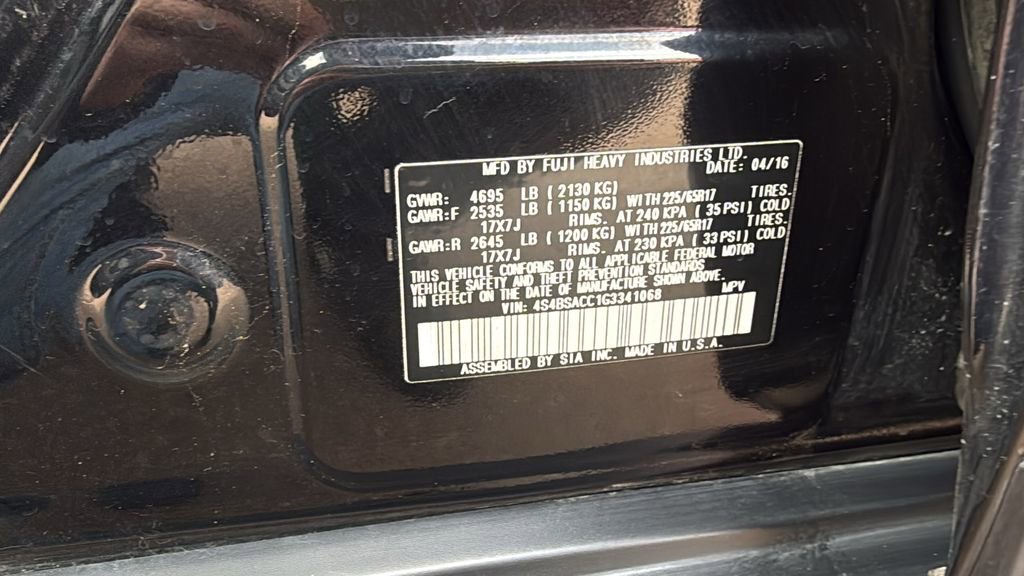 MFD BY FUJI HEAVY INDUSTRIES LTD.
DATE: 04/16
GVWR: 4695 LB ( 2130 KG)
GAWR:F 2535 LB ( 1150 KG) WITH 225/65R17 TIRES.
17X7J RIMS. AT 240 KPA ( 35 PSI) COLD
GAWR:R 2645 LB ( 1200 KG) WITH 225/65R17 TIRES.
17X7J RIMS. AT 230 KPA ( 33 PSI) COLD
THIS VEHICLE CONFORMS TO ALL APPLICABLE FEDERAL MOTOR
VEHICLE SAFETY AND THEFT PREVENTION STANDARDS
IN EFFECT ON THE DATE OF MANUFACTURE SHOWN ABOVE.
VIN: 4S4BSACC1G3341068 MPV
ASSEMBLED BY SIA INC. MADE IN U.S.A.